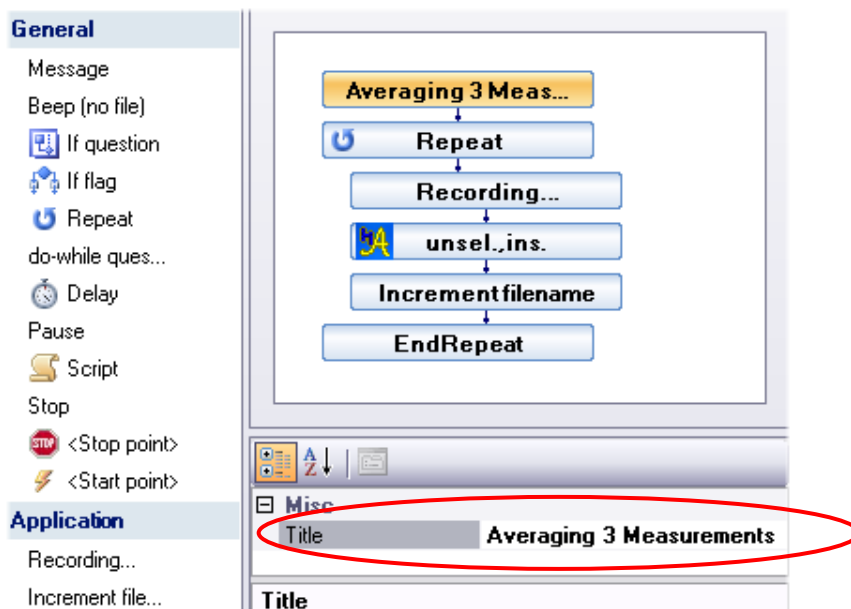 General
Message
Beep (no file)
If question
If flag
Repeat
do-while ques...
Delay
Pause
Script
Stop
STOP <Stop point>
<Start point>
Application
Recording...
Increment file...
Averaging 3 Meas...
Repeat
Recording...
unsel.,ins.
Increment filename
EndRepeat
A
Z
Misc
Title Averaging 3 Measurements
Title